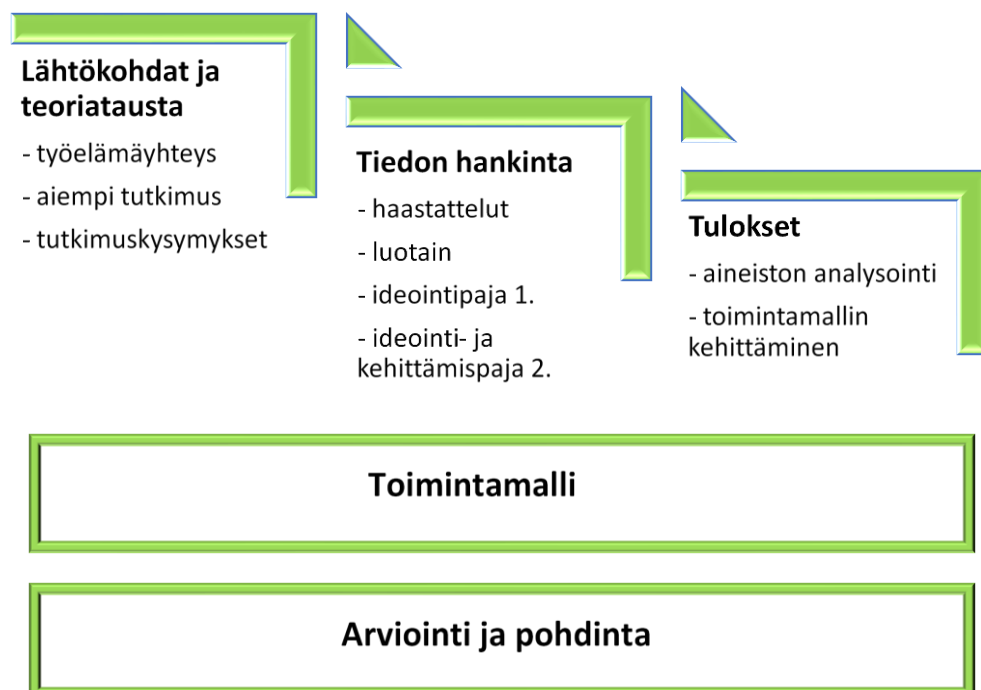 Lähtökohdat ja
teoriatausta
- työelämäyhteys
- aiempi tutkimus
- tutkimuskysymykset
Tiedon hankinta
- haastattelut
- luotain
- ideointipaja 1.
- ideointi- ja
kehittämispaja 2.
Tulokset
- aineiston analysointi
- toimintamallin
kehittäminen
Toimintamalli
Arviointi ja pohdinta